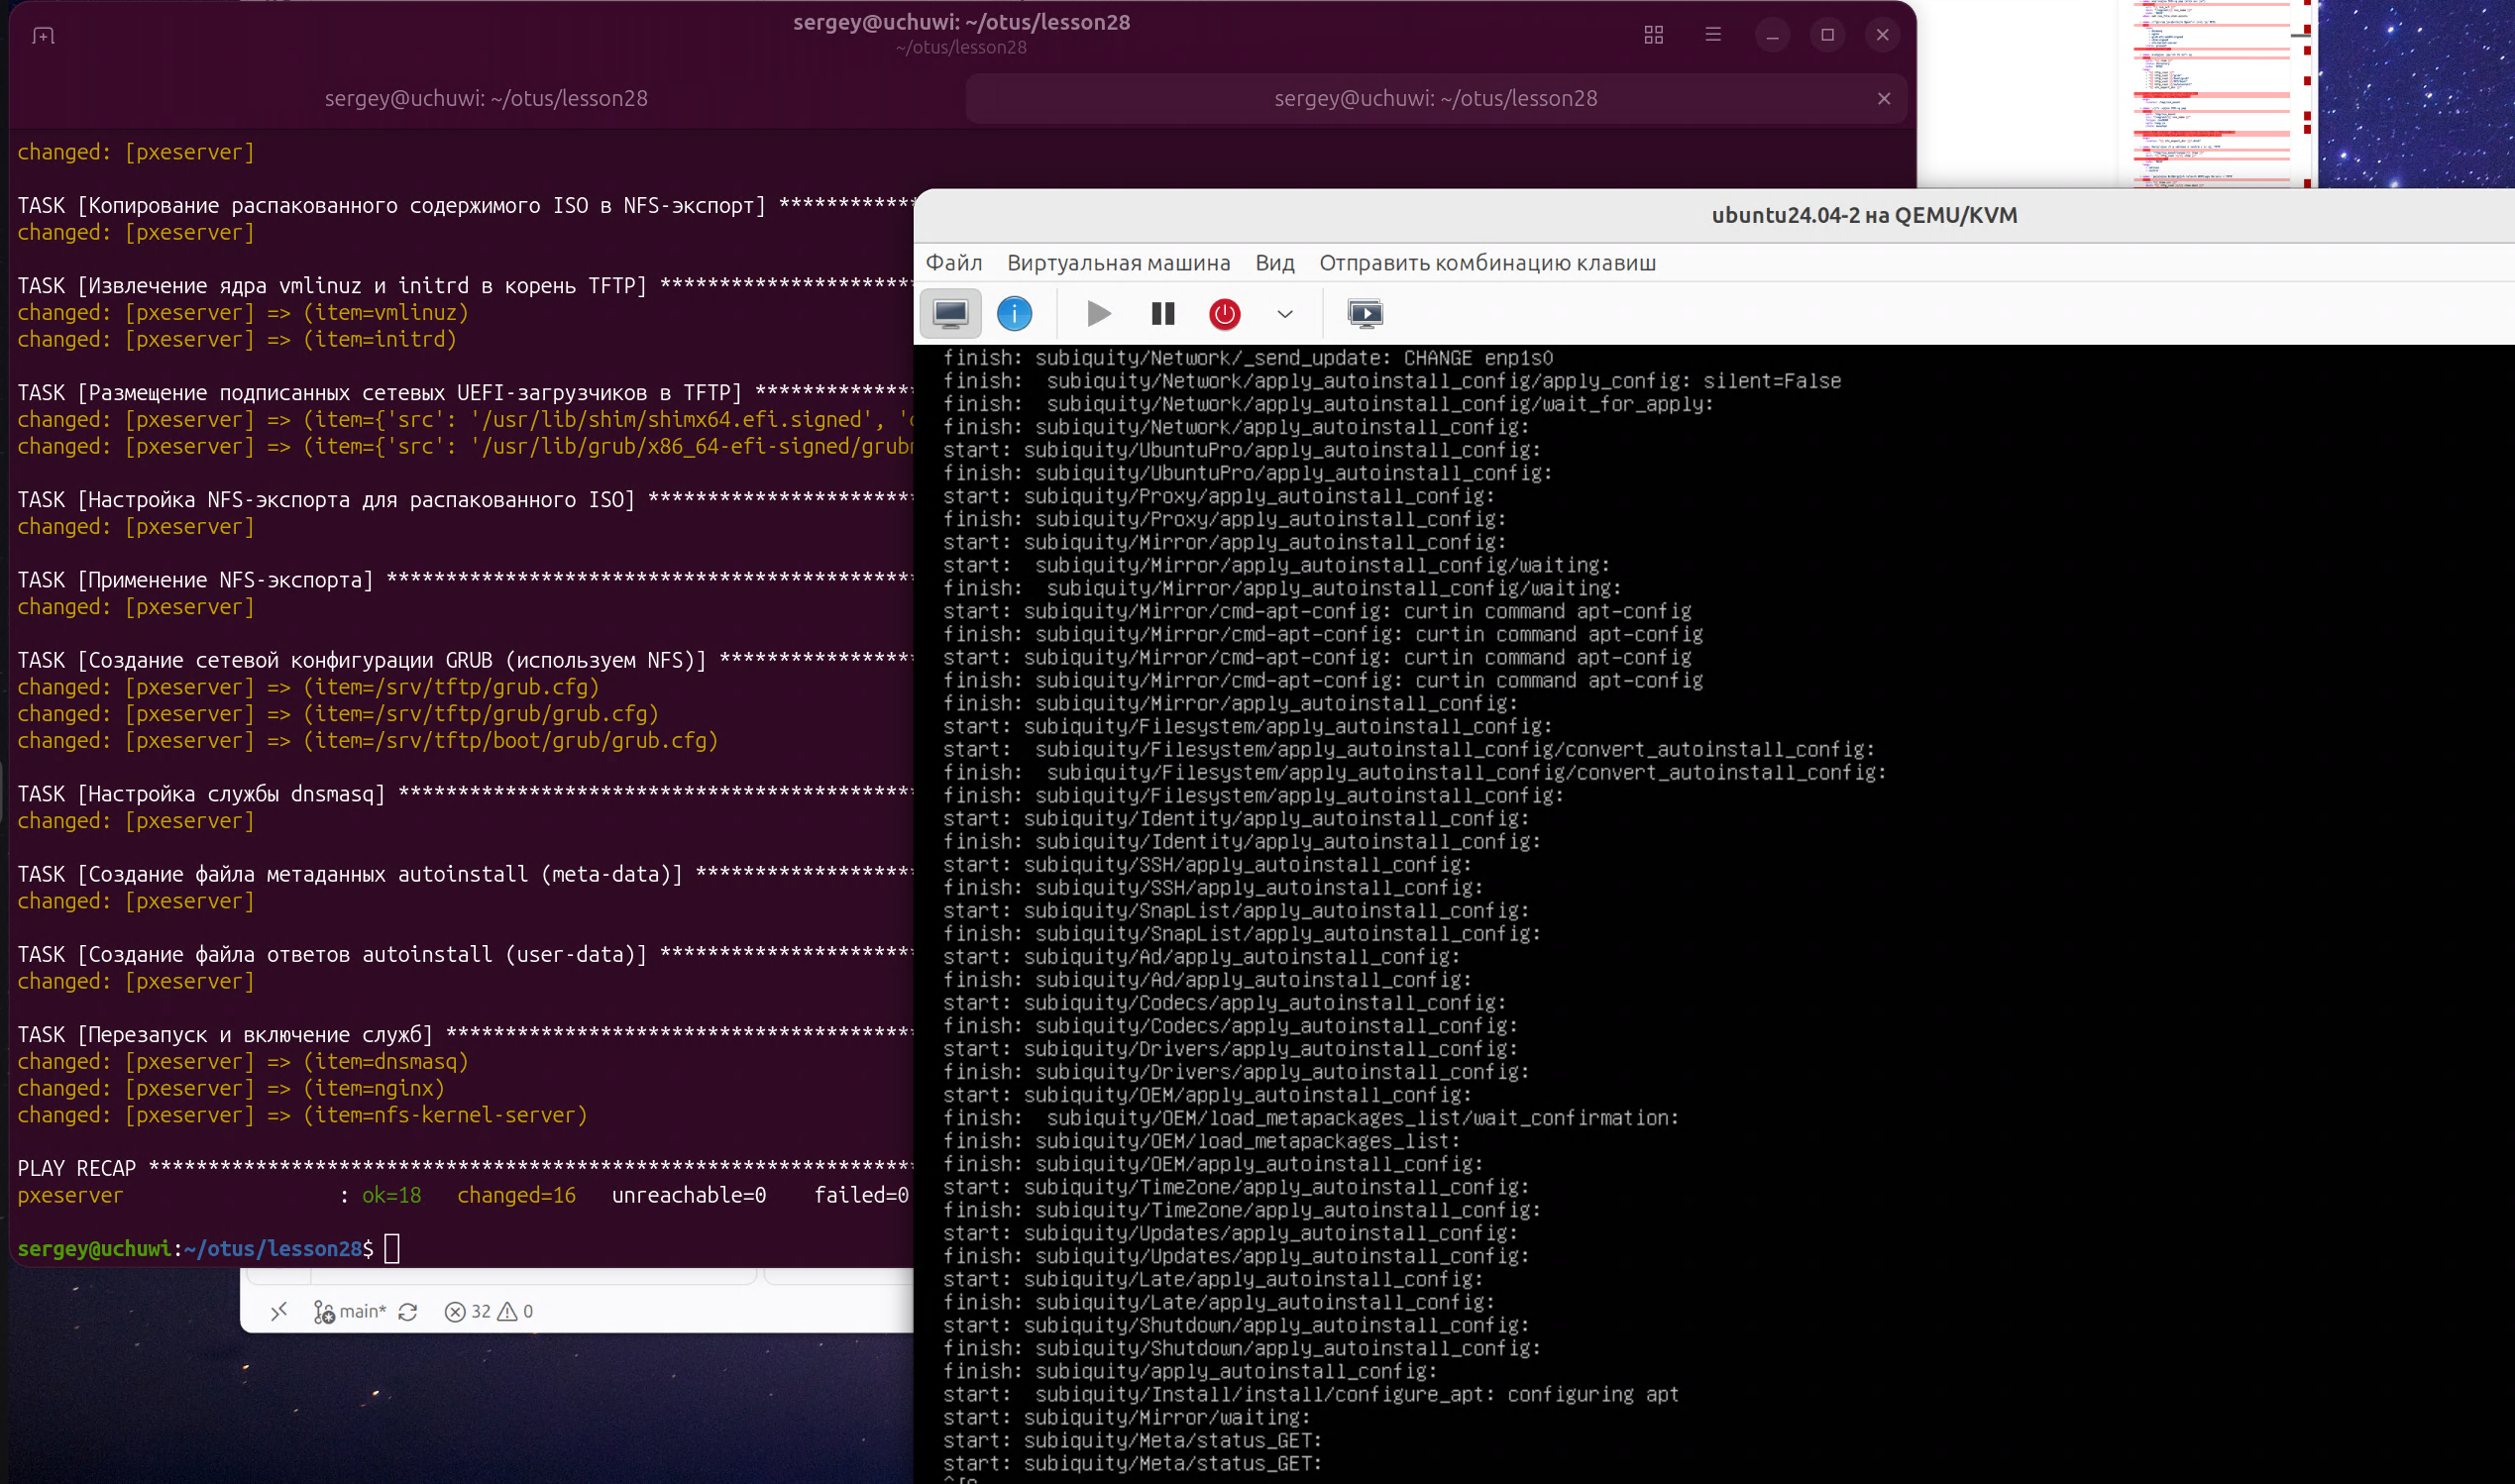 sergey@uchuwi: ~/otus/lesson28
~/otus/lesson28
sergey@uchuwi: ~/otus/lesson28
sergey@uchuwi: ~/otus/lesson28
changed: [pxeserver]
TASK [Копирование распакованного содержимого ISO в NFS-экспорт] ************
changed: [pxeserver]
TASK [Извлечение ядра vmlinuz и initrd в корень TFTP] **********************
changed: [pxeserver] => (item=vmlinuz)
changed: [pxeserver] => (item=initrd)
TASK [Размещение подписанных сетевых UEFI-загрузчиков в TFTP] **************
changed: [pxeserver] => (item={'src': '/usr/lib/shim/shimx64.efi.signed', '
changed: [pxeserver] => (item={'src': '/usr/lib/grub/x86_64-efi-signed/grub
TASK [Настройка NFS-экспорта для распакованного ISO] ***********************
changed: [pxeserver]
TASK [Применение NFS-экспорта] *********************************************
changed: [pxeserver]
TASK [Создание сетевой конфигурации GRUB (используем NFS)] *****************
changed: [pxeserver] => (item=/srv/tftp/grub.cfg)
changed: [pxeserver] => (item=/srv/tftp/grub/grub.cfg)
changed: [pxeserver] => (item=/srv/tftp/boot/grub/grub.cfg)
TASK [Настройка службы dnsmasq] ********************************************
changed: [pxeserver]
TASK [Создание файла метаданных autoinstall (meta-data)] *******************
changed: [pxeserver]
TASK [Создание файла ответов autoinstall (user-data)] **********************
changed: [pxeserver]
TASK [Перезапуск и включение служб] ****************************************
changed: [pxeserver] => (item=dnsmasq)
changed: [pxeserver] => (item=nginx)
changed: [pxeserver] => (item=nfs-kernel-server)
PLAY RECAP *****************************************************************
pxeserver : ok=18 changed=16 unreachable=0 failed=0
sergey@uchuwi:~/otus/lesson28$
main* 32 0
ubuntu24.04-2 на QEMU/KVM
Файл Виртуальная машина Вид Отправить комбинацию клавиш
finish: subiquity/Network/_send_update: CHANGE enp1s0
finish: subiquity/Network/apply_autoinstall_config/apply_config: silent=False
finish: subiquity/Network/apply_autoinstall_config/wait_for_apply:
finish: subiquity/Network/apply_autoinstall_config:
start: subiquity/UbuntuPro/apply_autoinstall_config:
finish: subiquity/UbuntuPro/apply_autoinstall_config:
start: subiquity/Proxy/apply_autoinstall_config:
finish: subiquity/Proxy/apply_autoinstall_config:
start: subiquity/Mirror/apply_autoinstall_config:
start: subiquity/Mirror/apply_autoinstall_config/waiting:
finish: subiquity/Mirror/apply_autoinstall_config/waiting:
start: subiquity/Mirror/cmd-apt-config: curtin command apt-config
finish: subiquity/Mirror/cmd-apt-config: curtin command apt-config
start: subiquity/Mirror/cmd-apt-config: curtin command apt-config
finish: subiquity/Mirror/cmd-apt-config: curtin command apt-config
finish: subiquity/Mirror/apply_autoinstall_config:
start: subiquity/Filesystem/apply_autoinstall_config:
start: subiquity/Filesystem/apply_autoinstall_config/convert_autoinstall_config:
finish: subiquity/Filesystem/apply_autoinstall_config/convert_autoinstall_config:
finish: subiquity/Filesystem/apply_autoinstall_config:
start: subiquity/Identity/apply_autoinstall_config:
finish: subiquity/Identity/apply_autoinstall_config:
start: subiquity/SSH/apply_autoinstall_config:
finish: subiquity/SSH/apply_autoinstall_config:
start: subiquity/SnapList/apply_autoinstall_config:
finish: subiquity/SnapList/apply_autoinstall_config:
start: subiquity/Ad/apply_autoinstall_config:
finish: subiquity/Ad/apply_autoinstall_config:
start: subiquity/Codecs/apply_autoinstall_config:
finish: subiquity/Codecs/apply_autoinstall_config:
start: subiquity/Drivers/apply_autoinstall_config:
finish: subiquity/Drivers/apply_autoinstall_config:
start: subiquity/OEM/apply_autoinstall_config:
finish: subiquity/OEM/load_metapackages_list/wait_confirmation:
finish: subiquity/OEM/load_metapackages_list:
finish: subiquity/OEM/apply_autoinstall_config:
start: subiquity/TimeZone/apply_autoinstall_config:
finish: subiquity/TimeZone/apply_autoinstall_config:
start: subiquity/Updates/apply_autoinstall_config:
finish: subiquity/Updates/apply_autoinstall_config:
start: subiquity/Late/apply_autoinstall_config:
finish: subiquity/Late/apply_autoinstall_config:
start: subiquity/Shutdown/apply_autoinstall_config:
finish: subiquity/Shutdown/apply_autoinstall_config:
finish: subiquity/apply_autoinstall_config:
start: subiquity/Install/install/configure_apt: configuring apt
start: subiquity/Mirror/waiting:
start: subiquity/Meta/status_GET:
start: subiquity/Meta/status_GET: